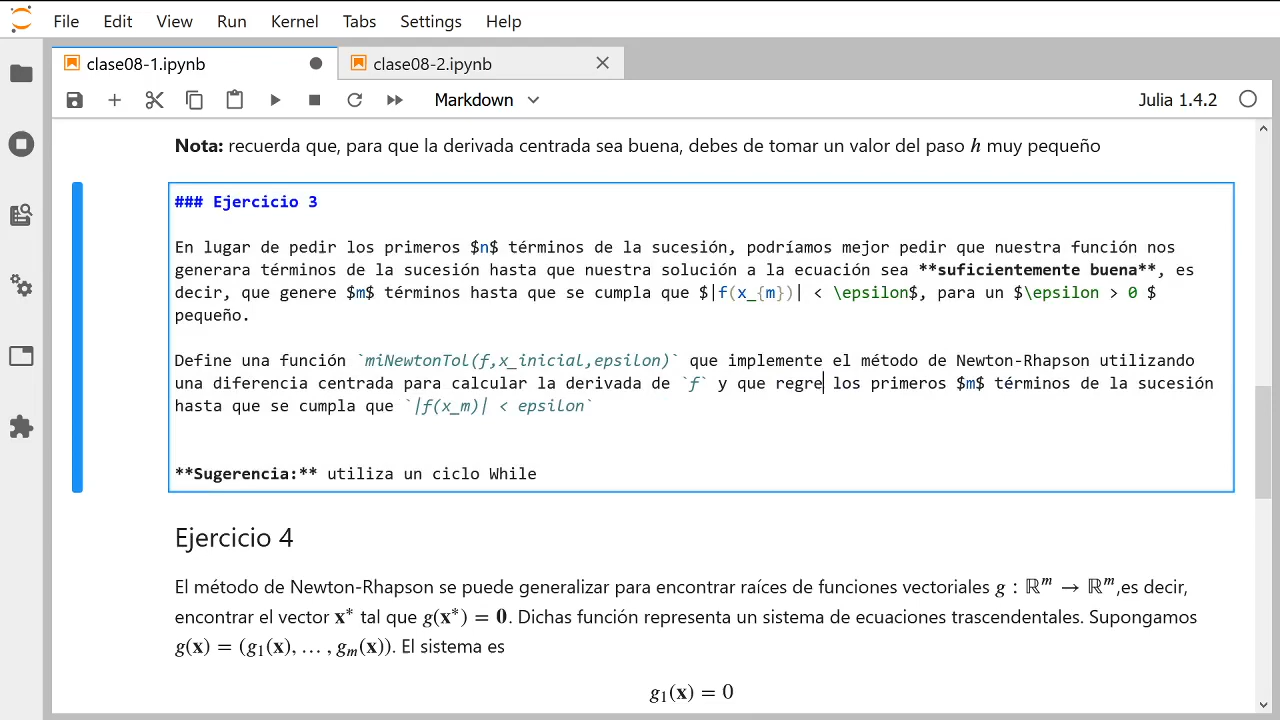 File Edit View Run Kernel Tabs Settings Help
clase08-1.ipynb
clase08-2.ipynb
Markdown
Julia 1.4.2
Nota: recuerda que, para que la derivada centrada sea buena, debes de tomar un valor del paso h muy pequeño
### Ejercicio 3
En lugar de pedir los primeros $n$ términos de la sucesión, podríamos mejor pedir que nuestra función nos
generara términos de la sucesión hasta que nuestra solución a la ecuación sea **suficientemente buena**, es
decir, que genere $m$ términos hasta que se cumpla que $|f(x_{m})| < \epsilon$, para un $\epsilon > 0 $
pequeño.
Define una función `miNewtonTol(f,x_inicial,epsilon)` que implemente el método de Newton-Rhapson utilizando
una diferencia centrada para calcular la derivada de `f` y que regre los primeros $m$ términos de la sucesión
hasta que se cumpla que `|f(x_m)| < epsilon`
**Sugerencia:** utiliza un ciclo While
Ejercicio 4
El método de Newton-Rhapson se puede generalizar para encontrar raíces de funciones vectoriales g : ℝᵐ → ℝᵐ,es decir,
encontrar el vector x* tal que g(x*) = 0. Dichas función representa un sistema de ecuaciones trascendentales. Supongamos
g(x) = (g₁(x), … , gₘ(x)). El sistema es
g₁(x) = 0